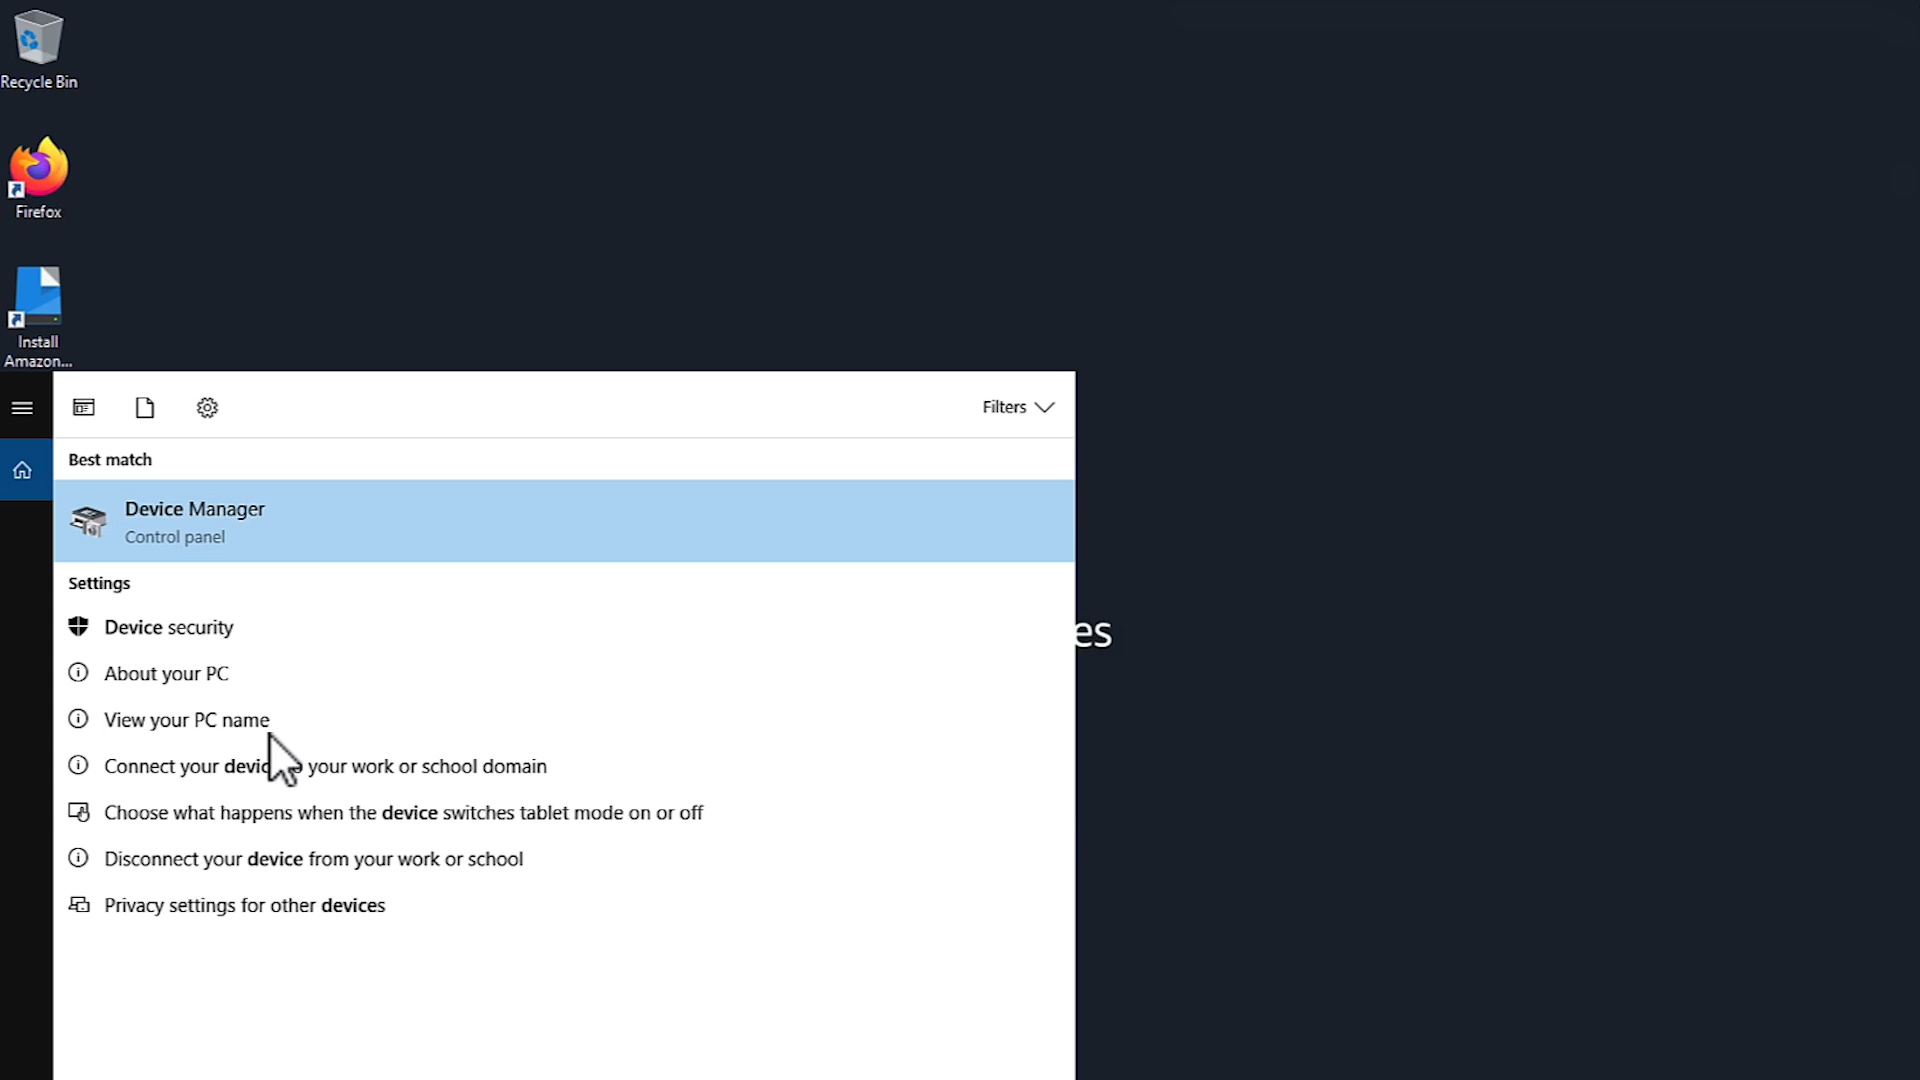 Recycle Bin
Firefox
Install
Amazon...
Filters
Best match
Device Manager
Control panel
Settings
Device security
About your PC
View your PC name
Connect your devic your work or school domain
Choose what happens when the device switches tablet mode on or off
Disconnect your device from your work or school
Privacy settings for other devices
es